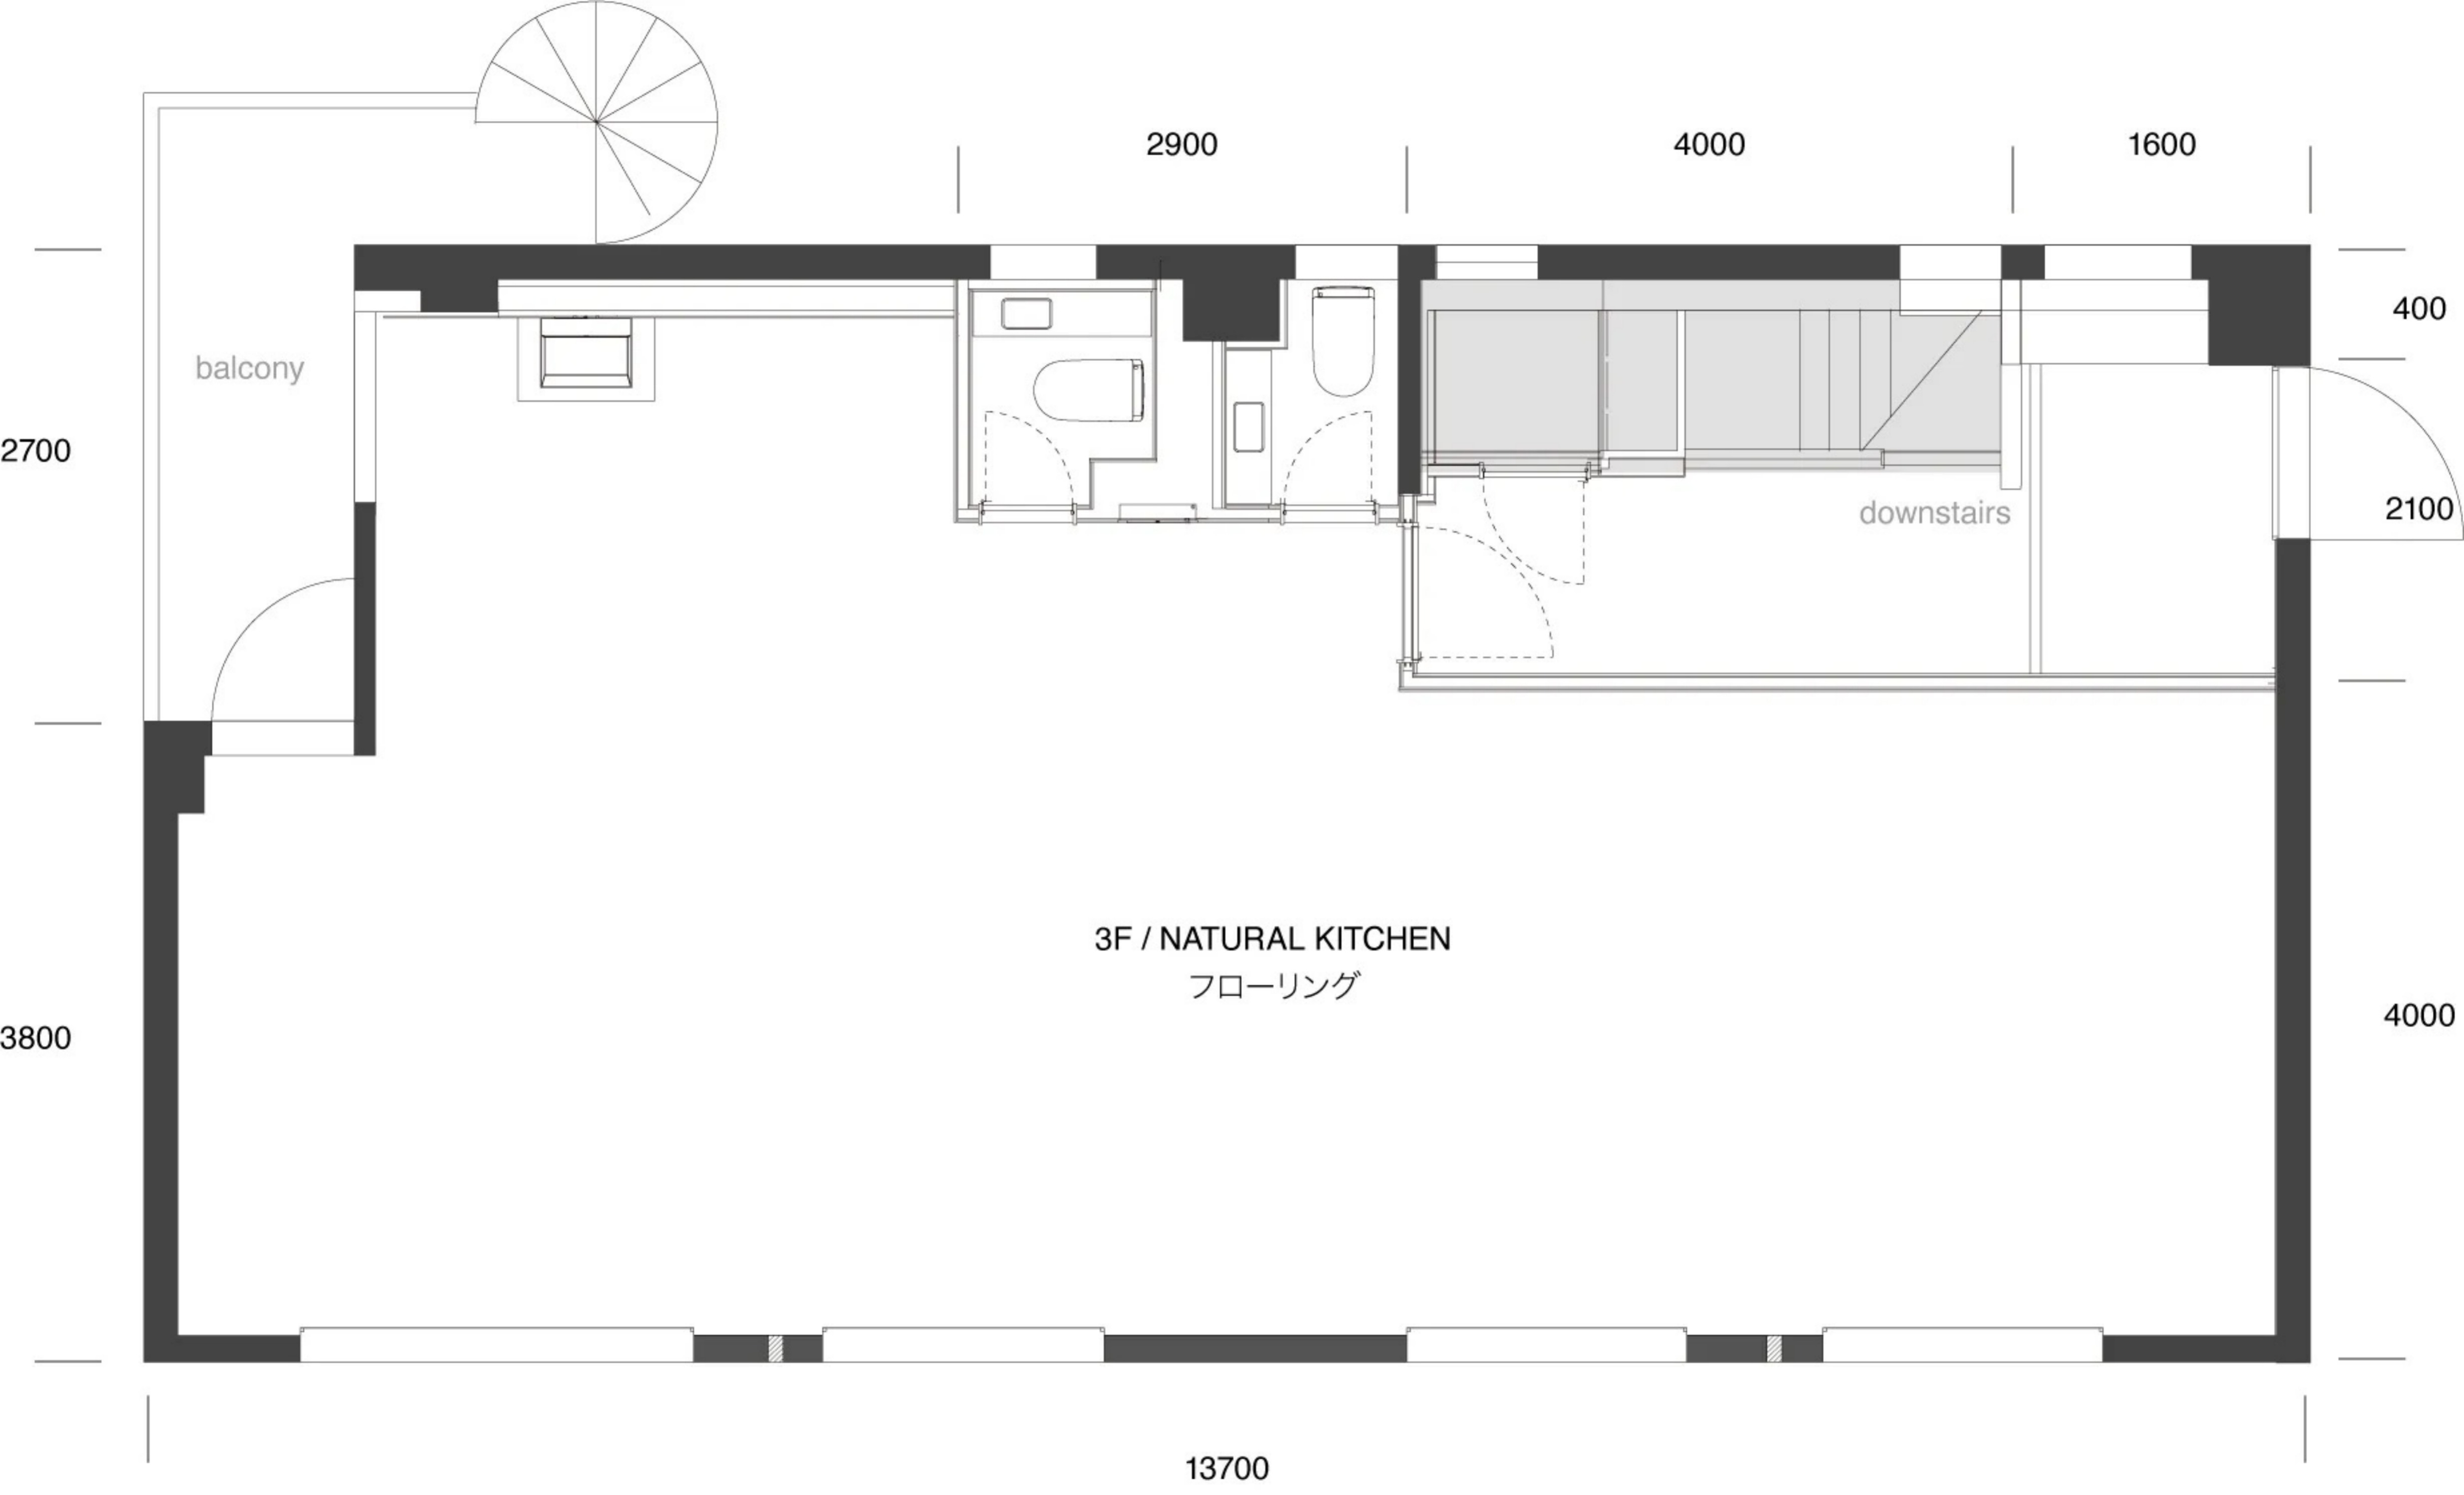 2900
4000
1600
400
balcony
2700
2100
downstairs
3F / NATURAL KITCHEN
フローリング
3800
4000
13700